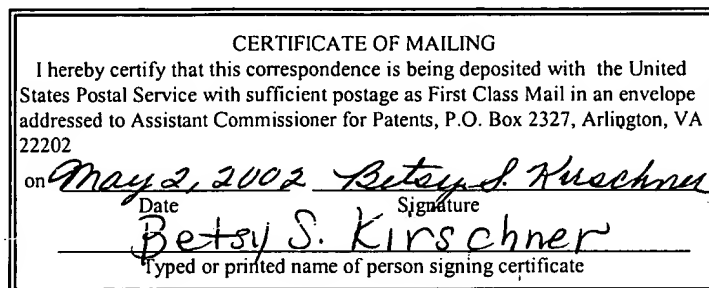 CERTIFICATE OF MAILING
I hereby certify that this correspondence is being deposited with the United
States Postal Service with sufficient postage as First Class Mail in an envelope
addressed to Assistant Commissioner for Patents, P.O. Box 2327, Arlington, VA
22202
on May 2, 2002 Betsy S. Kirschner
Date Signature
Betsy S. Kirschner
Typed or printed name of person signing certificate